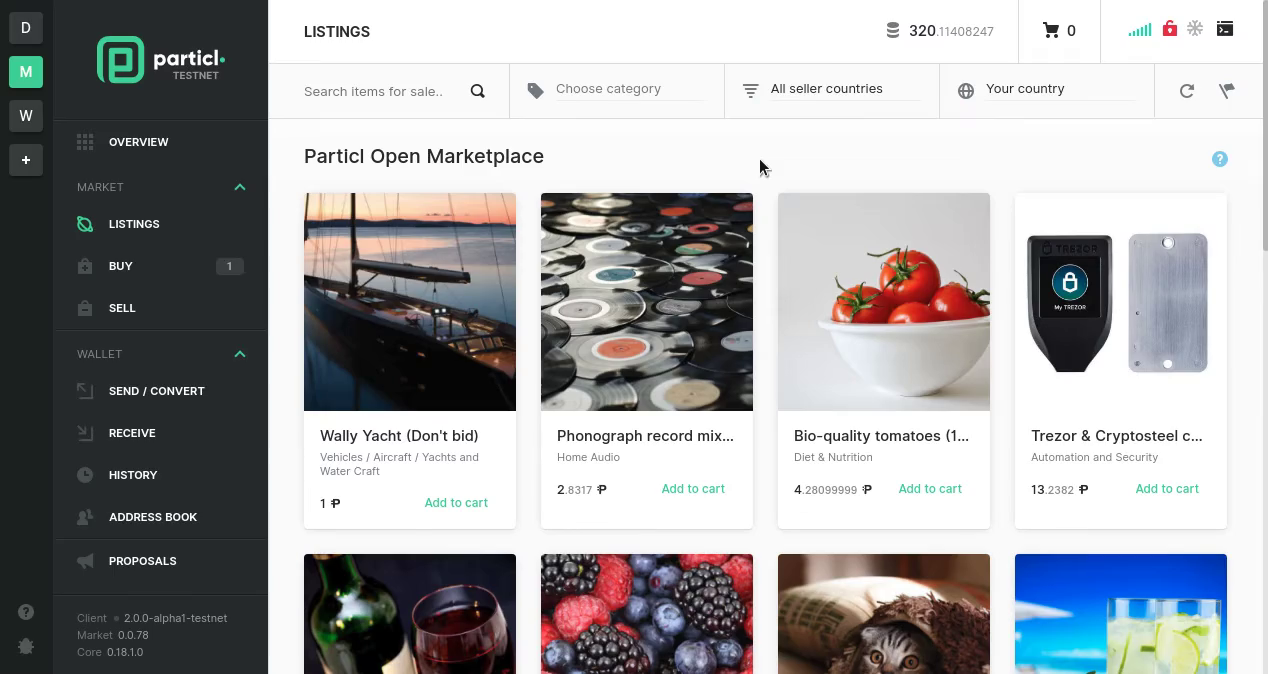 D
M
W
+
particl
TESTNET
OVERVIEW
MARKET
LISTINGS
BUY
1
SELL
WALLET
SEND / CONVERT
RECEIVE
HISTORY
ADDRESS BOOK
PROPOSALS
Client 2.0.0-alpha1-testnet
Market 0.0.78
Core 0.18.1.0
LISTINGS
320.11408247
0
Search items for sale..
Choose category
All seller countries
Your country
Particl Open Marketplace
?
Wally Yacht (Don't bid)
Vehicles / Aircraft / Yachts and
Water Craft
1 ₱
Add to cart
Phonograph record mix...
Home Audio
2.8317 ₱
Add to cart
Bio-quality tomatoes (1...
Diet & Nutrition
4.28099999 ₱
Add to cart
TREZOR
My TREZOR
Trezor & Cryptosteel c...
Automation and Security
13.2382 ₱
Add to cart
?